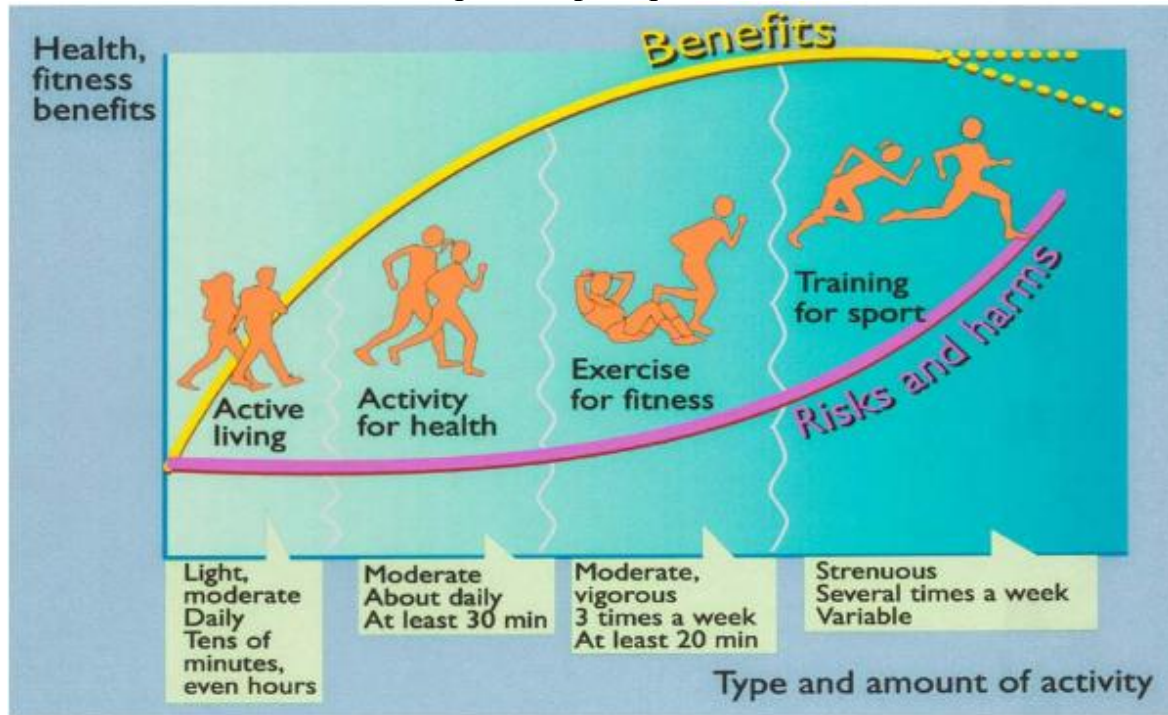 Health,
fitness
benefits
Benefits
Active
living
Activity
for health
Exercise
for fitness
Training
for sport
Risks and harms
Light,
moderate
Daily
Tens of
minutes,
even hours
Moderate
About daily
At least 30 min
Moderate,
vigorous
3 times a week
At least 20 min
Strenuous
Several times a week
Variable
Type and amount of activity